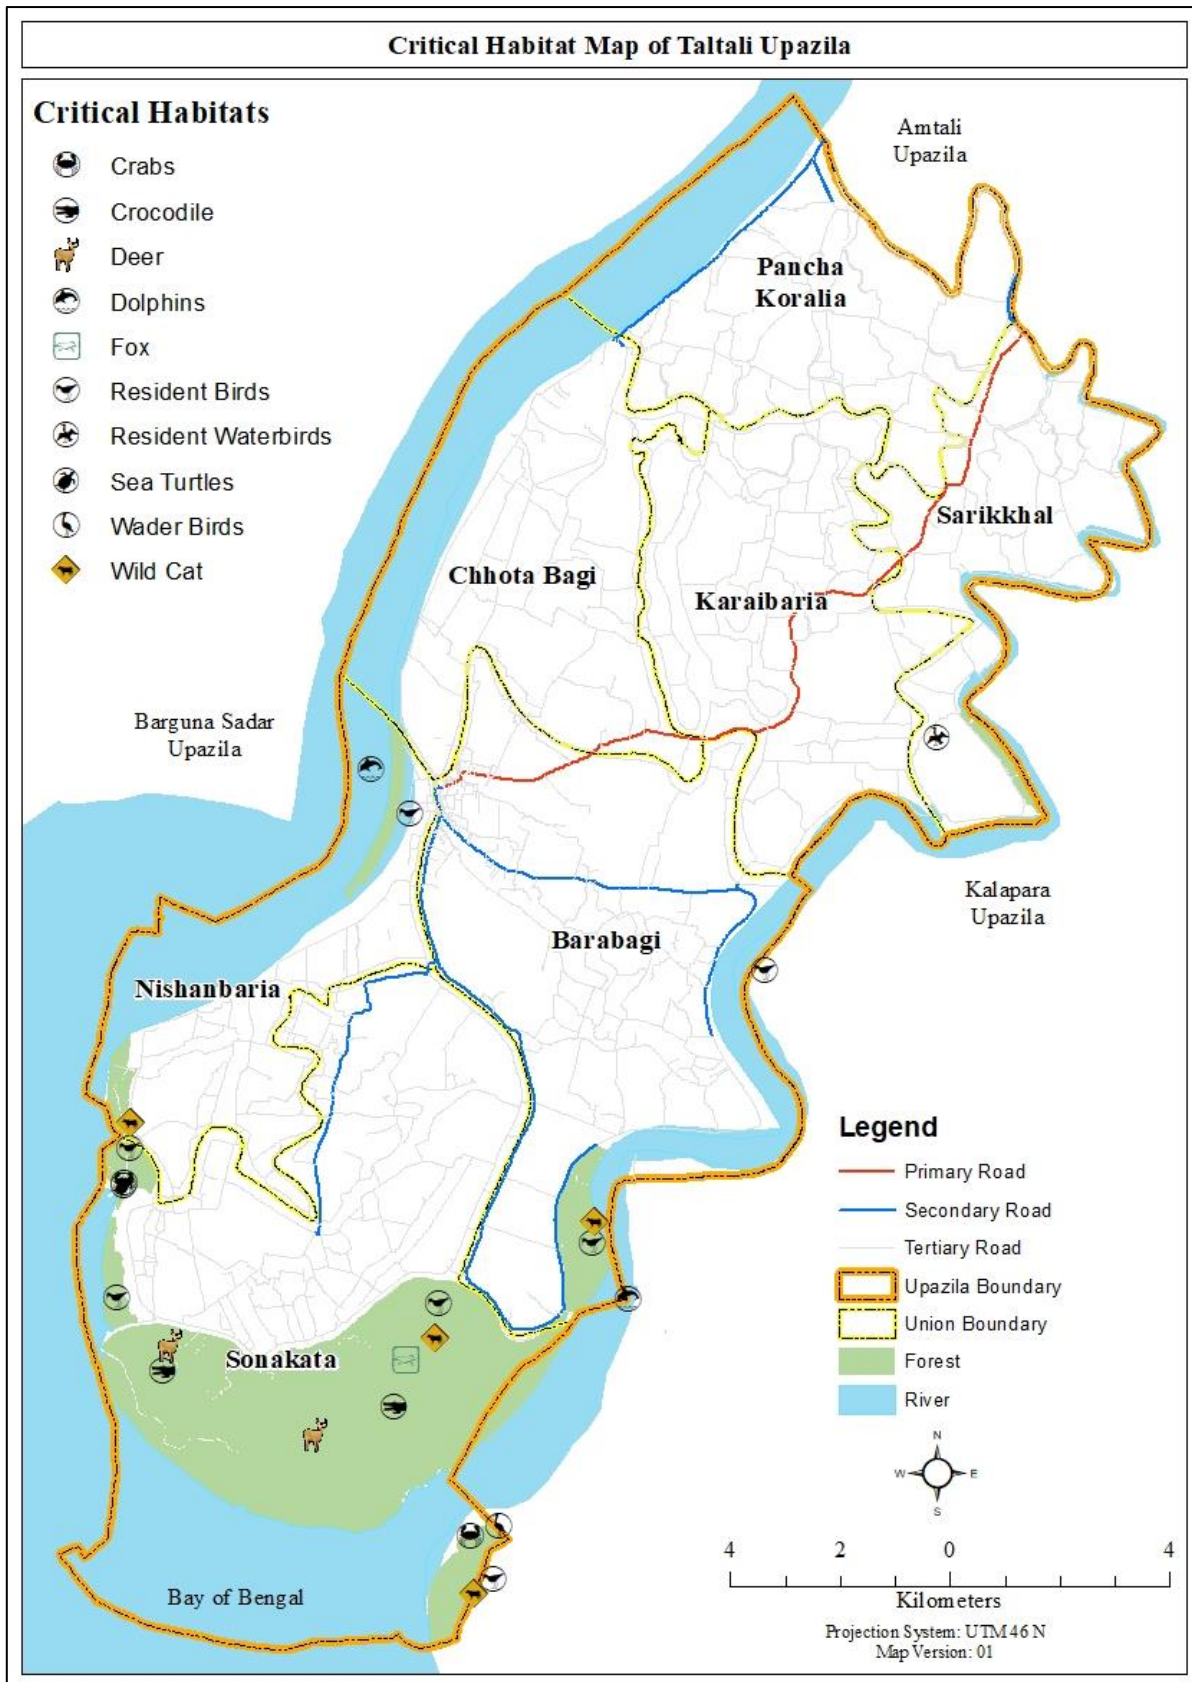 Critical Habitat Map of Taltali Upazila
Critical Habitats
Crabs
Crocodile
Deer
Dolphins
Fox
Resident Birds
Resident Waterbirds
Sea Turtles
Wader Birds
Wild Cat
Amtali
Upazila
Pancha
Koralia
Sarikkhal
Chhota Bagi
Karaibaria
Barguna Sadar
Upazila
Kalapara
Upazila
Barabagi
Nishanbaria
Sonakata
Bay of Bengal
Legend
Primary Road
Secondary Road
Tertiary Road
Upazila Boundary
Union Boundary
Forest
River
N
W
E
S
4 2 0 4
Kilometers
Projection System: UTM 46 N
Map Version: 01